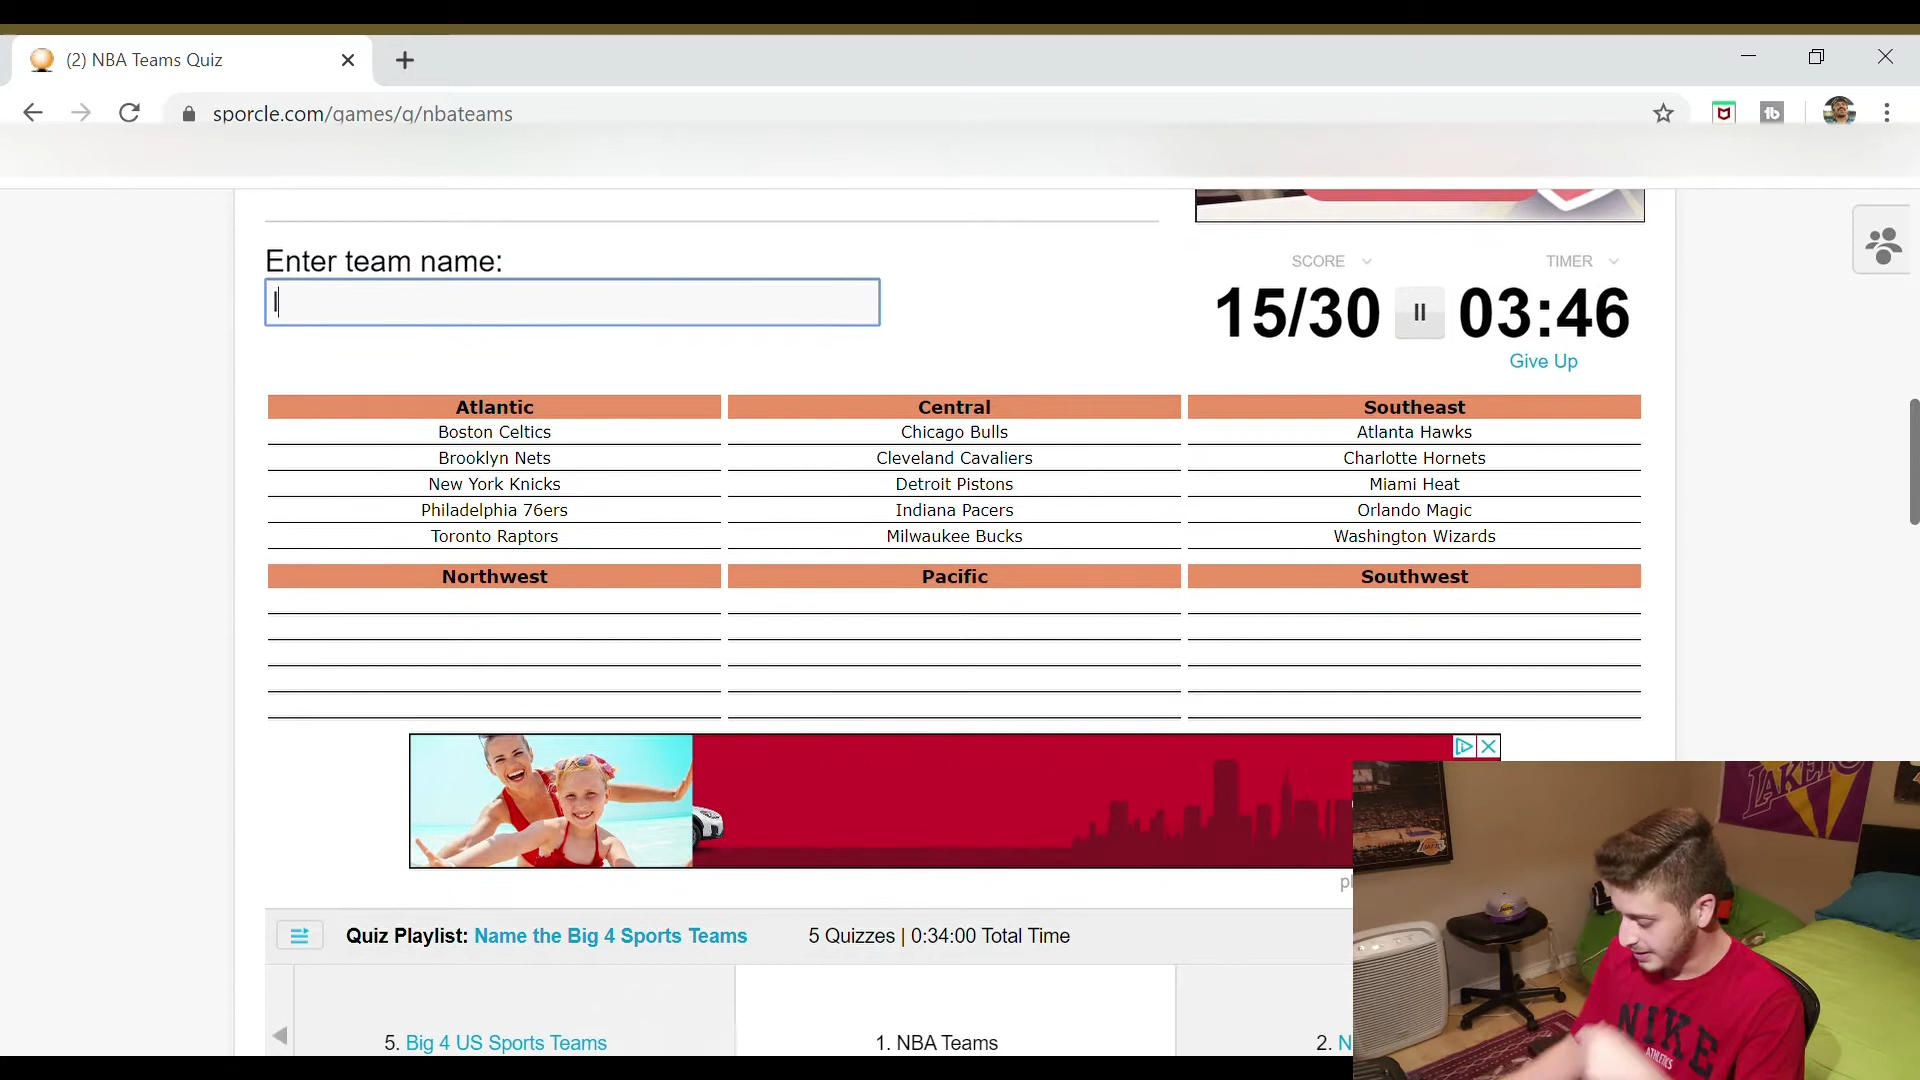 (2) NBA Teams Quiz
sporcle.com/games/g/nbateams
Enter team name:
l
SCORE
TIMER
15/30
03:46
Give Up
Atlantic
Central
Southeast
Boston Celtics
Chicago Bulls
Atlanta Hawks
Brooklyn Nets
Cleveland Cavaliers
Charlotte Hornets
New York Knicks
Detroit Pistons
Miami Heat
Philadelphia 76ers
Indiana Pacers
Orlando Magic
Toronto Raptors
Milwaukee Bucks
Washington Wizards
Northwest
Pacific
Southwest
Quiz Playlist: Name the Big 4 Sports Teams
5 Quizzes | 0:34:00 Total Time
5. Big 4 US Sports Teams
1. NBA Teams
2. N
LAKERS
NIKE
ATHLETICS